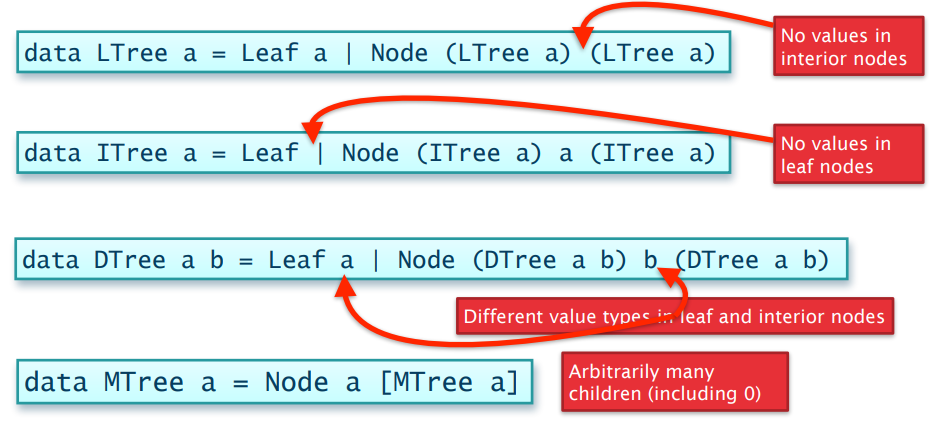 data LTree a = Leaf a | Node (LTree a) (LTree a)
No values in
interior nodes
data ITree a = Leaf | Node (ITree a) a (ITree a)
No values in
leaf nodes
data DTree a b = Leaf a | Node (DTree a b) b (DTree a b)
Different value types in leaf and interior nodes
data MTree a = Node a [MTree a]
Arbitrarily many
children (including 0)